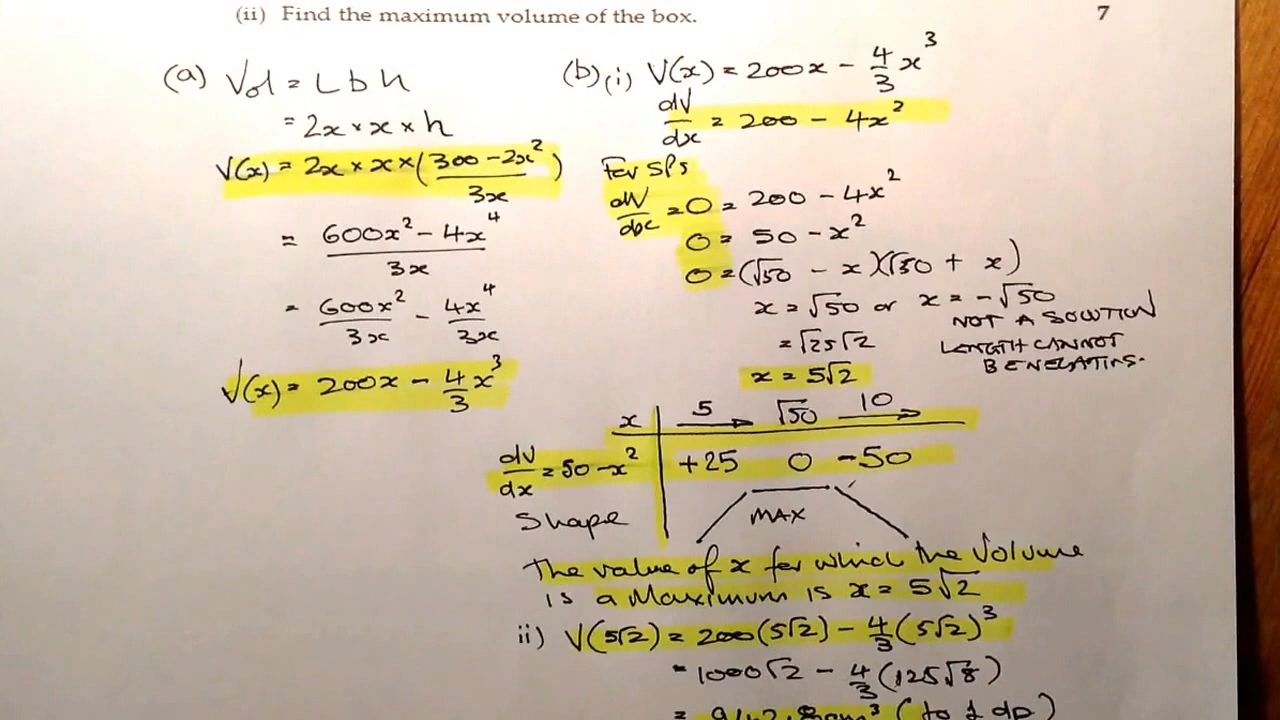 (ii) Find the maximum volume of the box. 7
(a) Vol = L b h
= 2x × x × h
V(x) = 2x × x × (300 - 2x² / 3x)
= 600x² - 4x⁴ / 3x
= 600x² / 3x - 4x⁴ / 3x
V(x) = 200x - 4/3 x³
(b) (i) V(x) = 200x - 4/3 x³
dV/dx = 200 - 4x²
For SPs
dV/dx = 0 = 200 - 4x²
0 = 50 - x²
0 = (√50 - x)(√50 + x)
x = √50 or x = -√50
NOT A SOLUTION
= √25√2 LENGTH CANNOT
BE NEGATIVE.
x = 5√2
x 5 → √50 10 →
dV/dx = 50 - x² +25 0 -50
Shape MAX
The value of x for which the Volume
is a Maximum is x = 5√2
ii) V(5√2) = 200(5√2) - 4/3 (5√2)³
= 1000√2 - 4/3 (125√8)
= (to 1 dp)